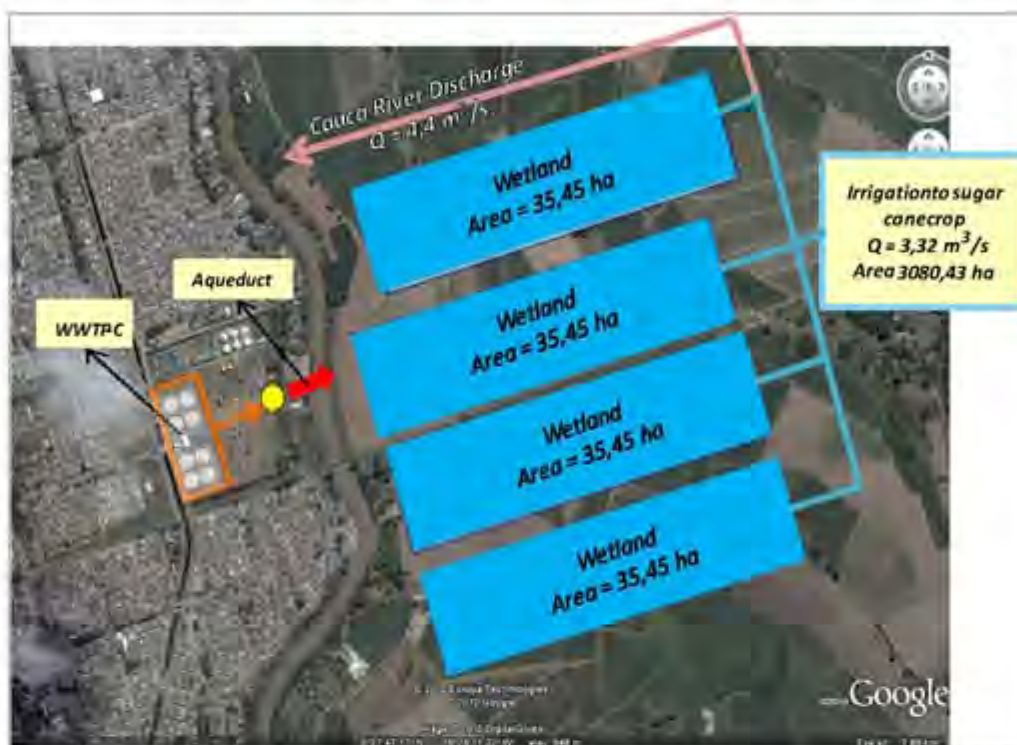 Cauca River Discharge
Q = 4,4 m³/s
Wetland
Area = 35,45 ha
Wetland
Area = 35,45 ha
Wetland
Area = 35,45 ha
Wetland
Area = 35,45 ha
Irrigationto sugar
canecrop
Q = 3,32 m³/s
Area 3080,43 ha
Aqueduct
WWTPC
Google